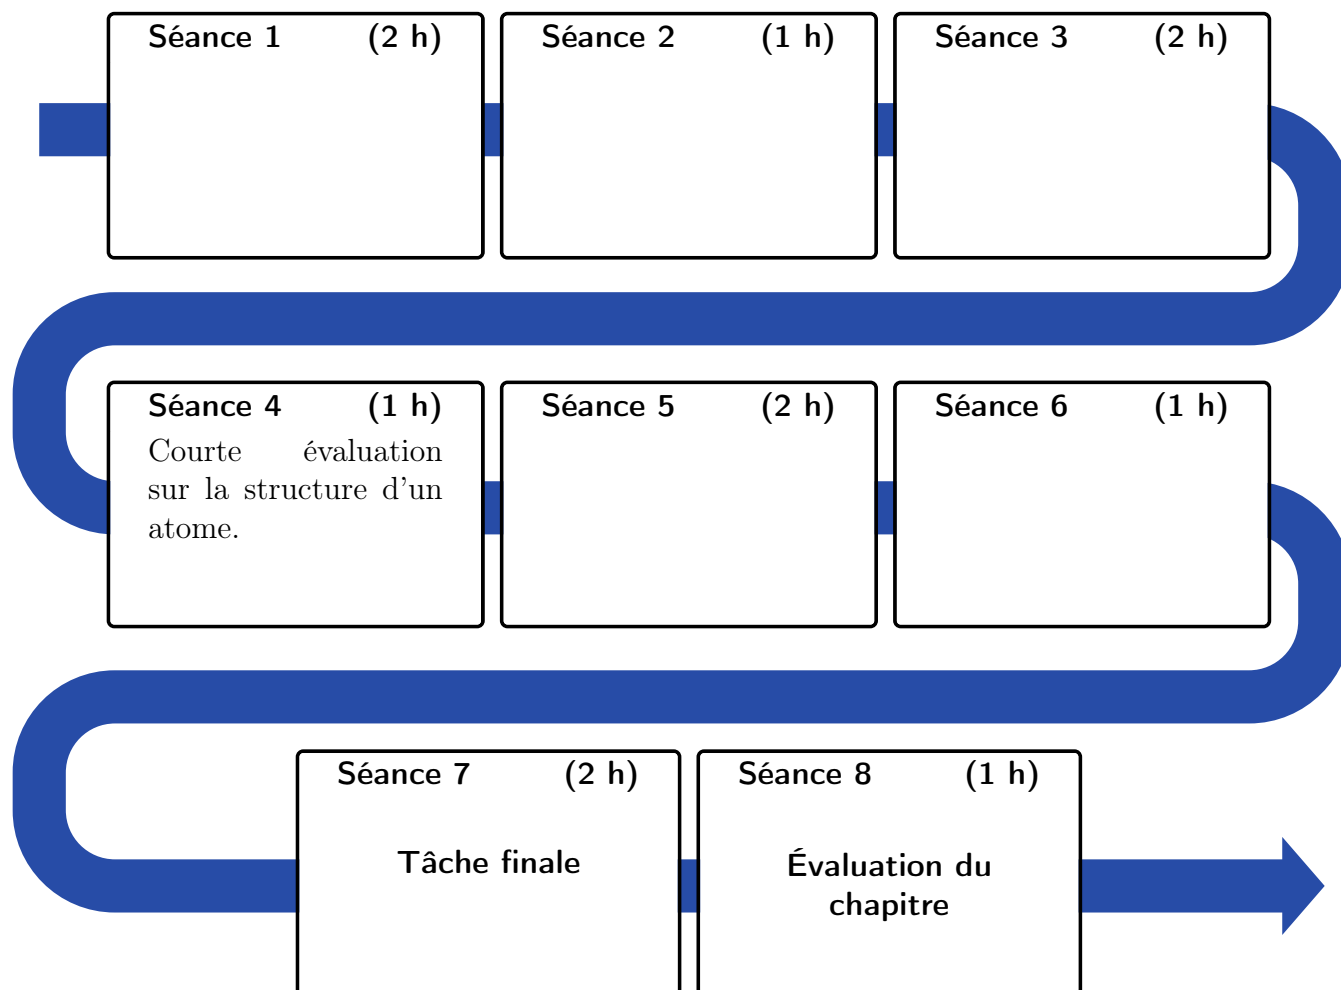 Séance 1 (2 h)
Séance 2 (1 h)
Séance 3 (2 h)
Séance 4 (1 h)
Courte évaluation
sur la structure d'un
atome.
Séance 5 (2 h)
Séance 6 (1 h)
Séance 7 (2 h)
Tâche finale
Séance 8 (1 h)
Évaluation du
chapitre